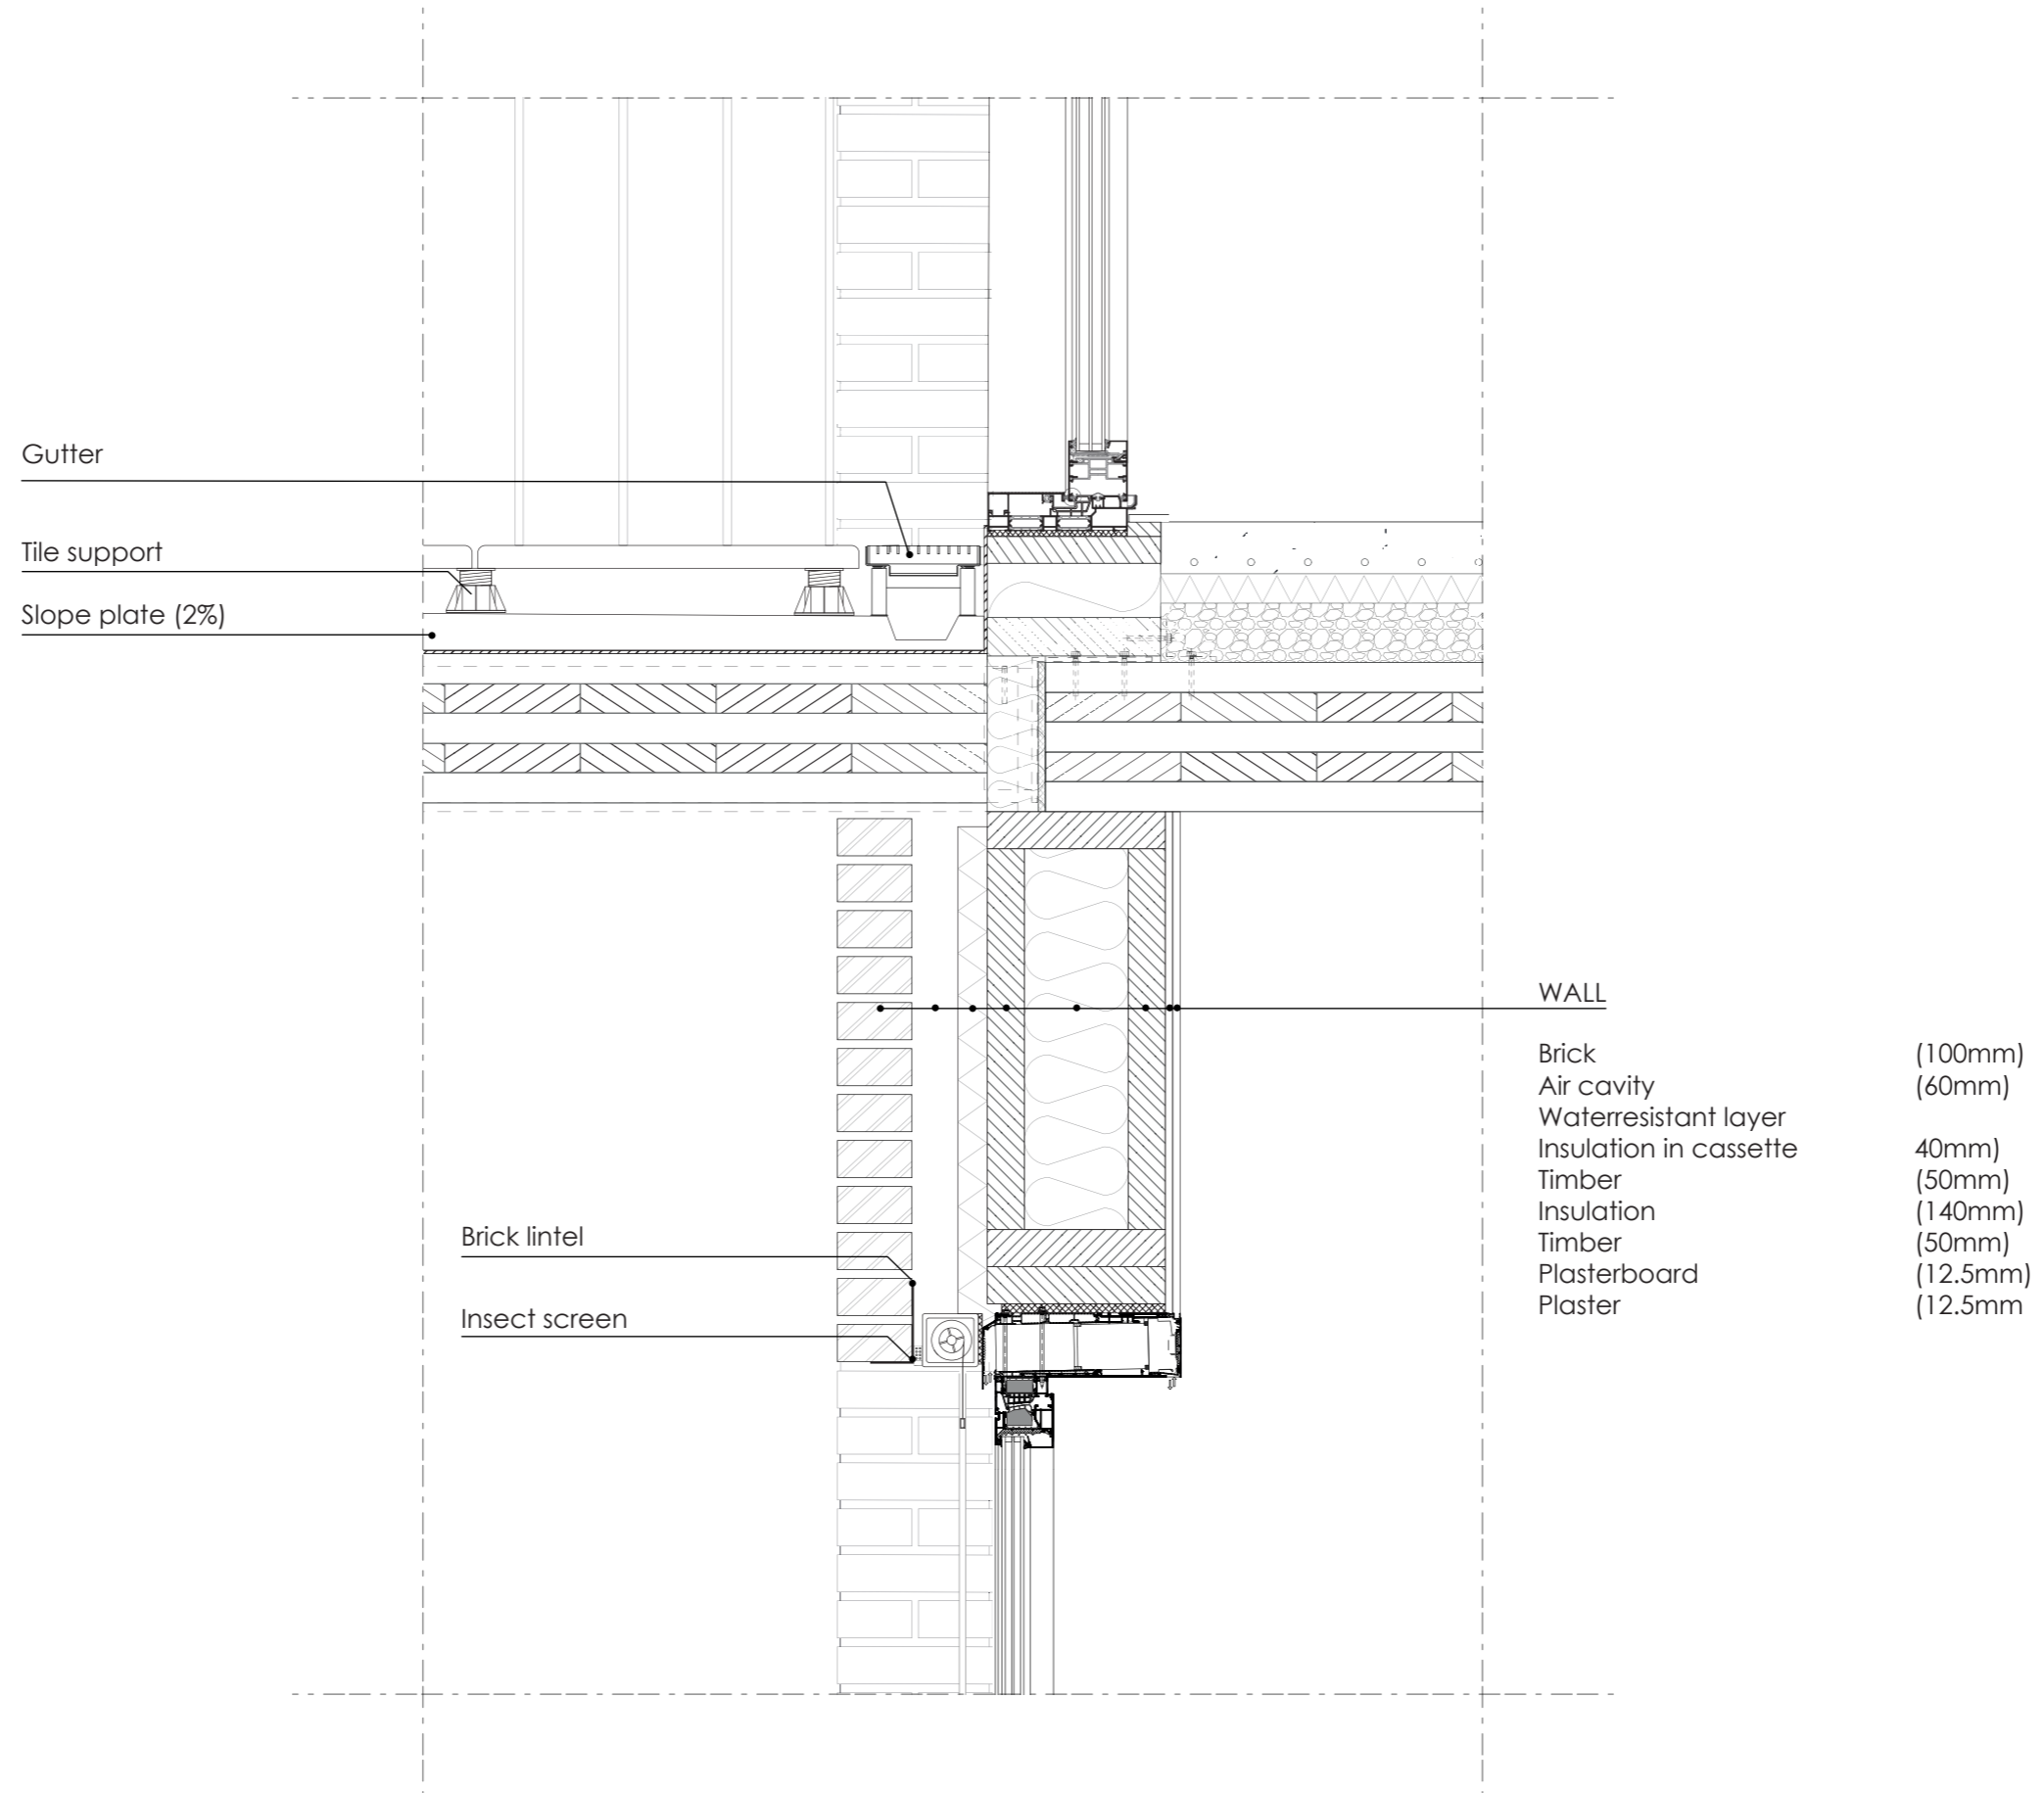 Gutter
Tile support
Slope plate (2%)
WALL
Brick (100mm)
Air cavity (60mm)
Waterresistant layer
Insulation in cassette 40mm)
Timber (50mm)
Insulation (140mm)
Timber (50mm)
Plasterboard (12.5mm)
Plaster (12.5mm
Brick lintel
Insect screen